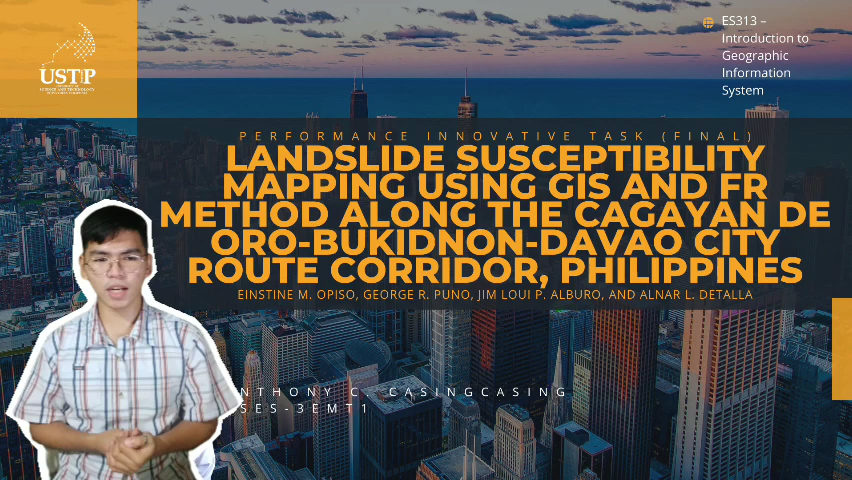 USTP
ES313 –
Introduction to
Geographic
Information
System
PERFORMANCE INNOVATIVE TASK (FINAL)
LANDSLIDE SUSCEPTIBILITY
MAPPING USING GIS AND FR
METHOD ALONG THE CAGAYAN DE
ORO-BUKIDNON-DAVAO CITY
ROUTE CORRIDOR, PHILIPPINES
EINSTINE M. OPISO, GEORGE R. PUNO, JIM LOUI P. ALBURO, AND ALNAR L. DETALLA
NTHONY C. CASINGCASING
SES-3EMT1